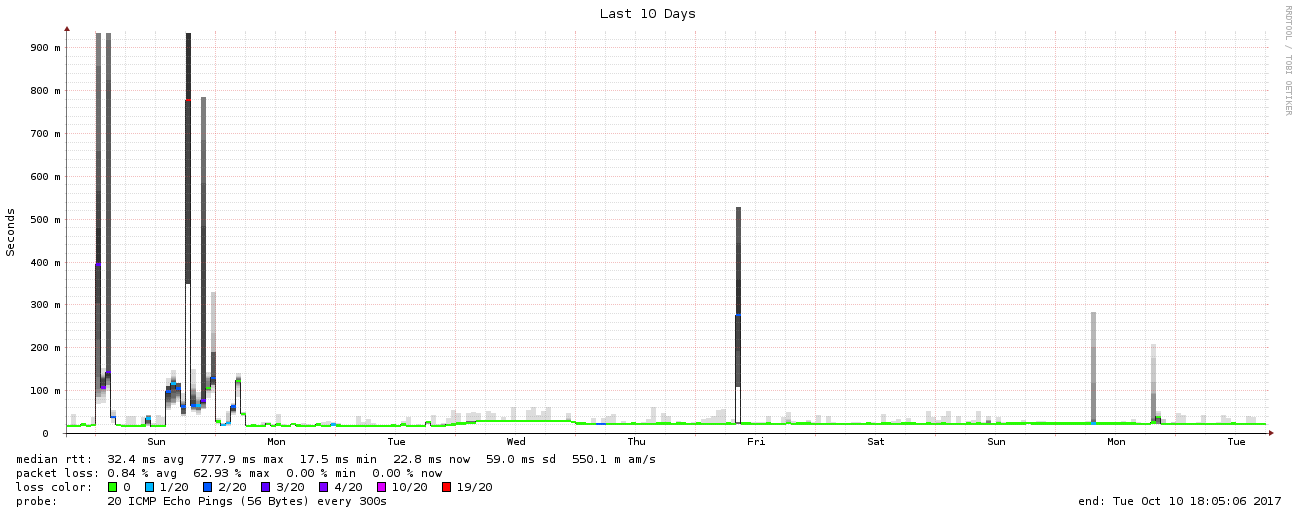 Last 10 Days
RRDTOOL / TOBI OETIKER
Seconds
900 m
800 m
700 m
600 m
500 m
400 m
300 m
200 m
100 m
0
Sun Mon Tue Wed Thu Fri Sat Sun Mon Tue
median rtt: 32.4 ms avg 777.9 ms max 17.5 ms min 22.8 ms now 59.0 ms sd 550.1 m am/s
packet loss: 0.84 % avg 62.93 % max 0.00 % min 0.00 % now
loss color: 0 1/20 2/20 3/20 4/20 10/20 19/20
probe: 20 ICMP Echo Pings (56 Bytes) every 300s end: Tue Oct 10 18:05:06 2017